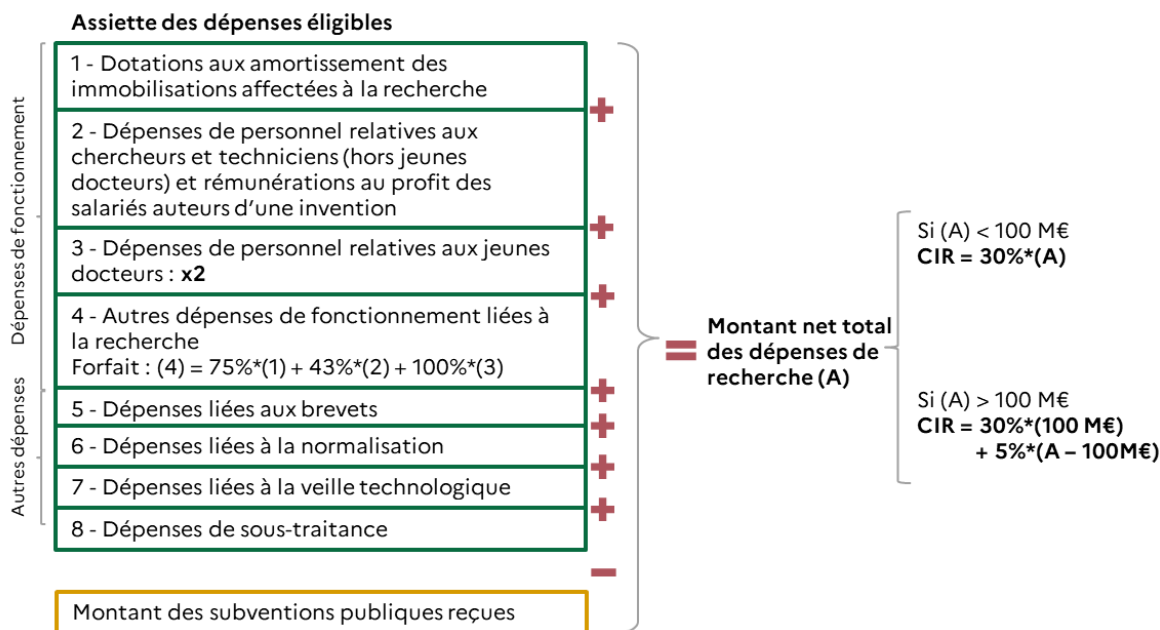 Assiette des dépenses éligibles
Dépenses de fonctionnement
1 - Dotations aux amortissement des
immobilisations affectées à la recherche
+
2 - Dépenses de personnel relatives aux
chercheurs et techniciens (hors jeunes
docteurs) et rémunérations au profit des
salariés auteurs d'une invention
+
3 - Dépenses de personnel relatives aux jeunes
docteurs : x2
+
4 - Autres dépenses de fonctionnement liées à
la recherche
Forfait : (4) = 75%*(1) + 43%*(2) + 100%*(3)
+
Autres dépenses
5 - Dépenses liées aux brevets
+
6 - Dépenses liées à la normalisation
+
7 - Dépenses liées à la veille technologique
+
8 - Dépenses de sous-traitance
−
Montant des subventions publiques reçues
=
Montant net total
des dépenses de
recherche (A)
Si (A) < 100 M€
CIR = 30%*(A)
Si (A) > 100 M€
CIR = 30%*(100 M€)
+ 5%*(A – 100M€)